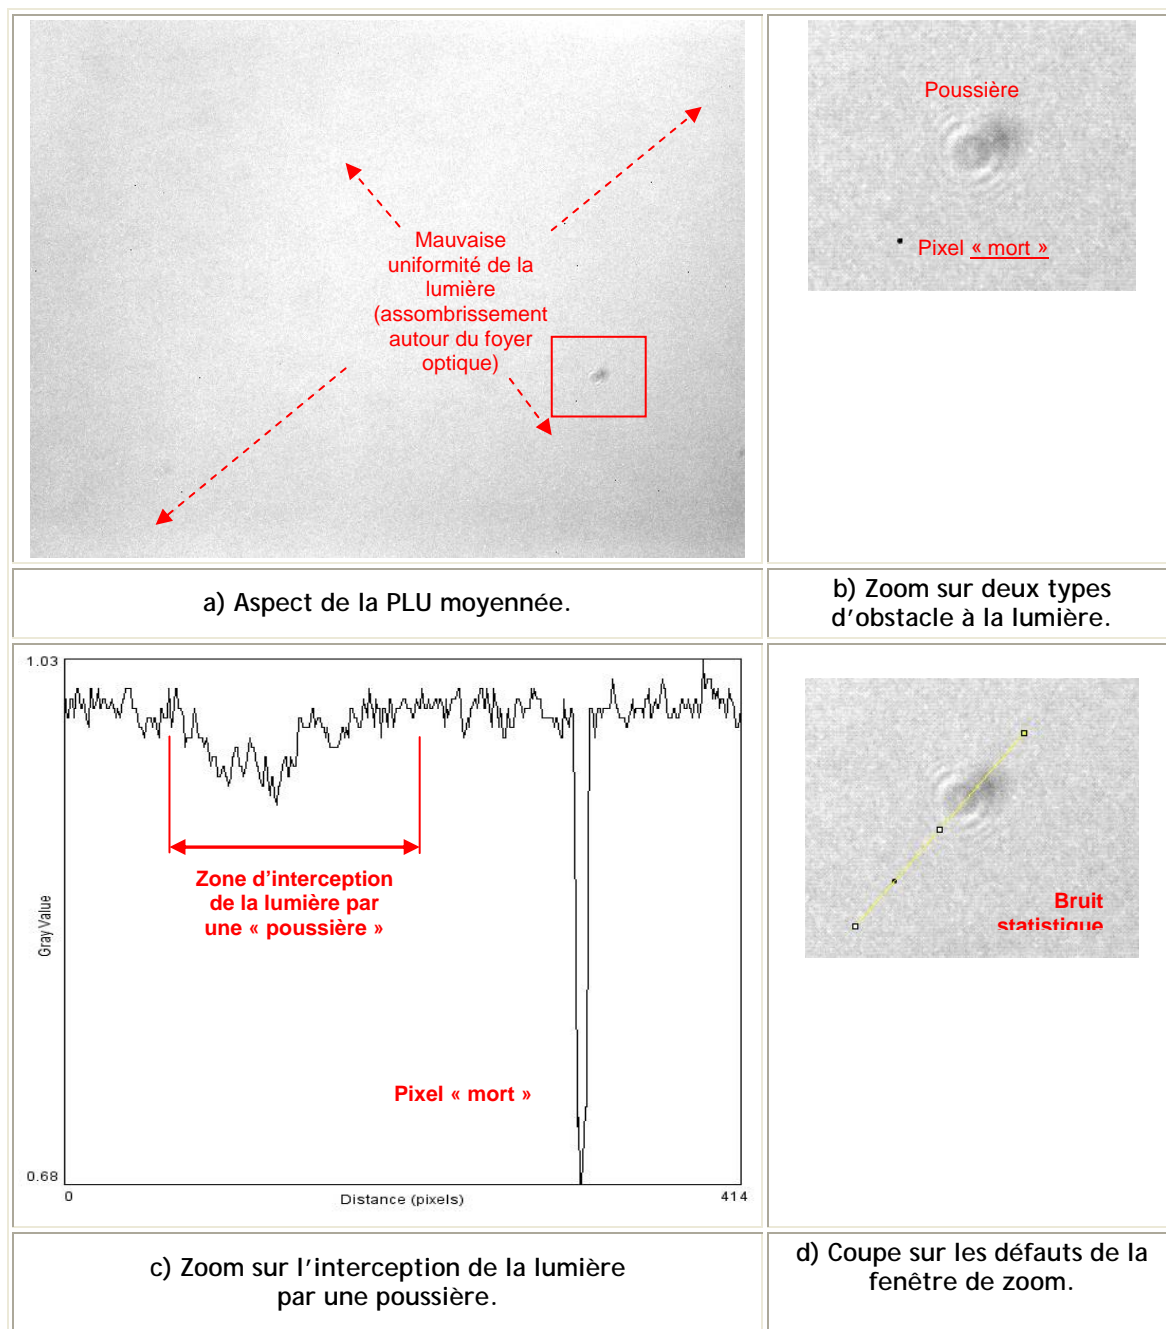 Mauvaise
uniformité de la
lumière
(assombrissement
autour du foyer
optique)
Poussière
Pixel « mort »
a) Aspect de la PLU moyennée.
b) Zoom sur deux types
d'obstacle à la lumière.
1.03
Gray Value
Zone d'interception
de la lumière par
une « poussière »
Pixel « mort »
0.68
0
Distance (pixels)
414
Bruit
statistique
c) Zoom sur l'interception de la lumière
par une poussière.
d) Coupe sur les défauts de la
fenêtre de zoom.